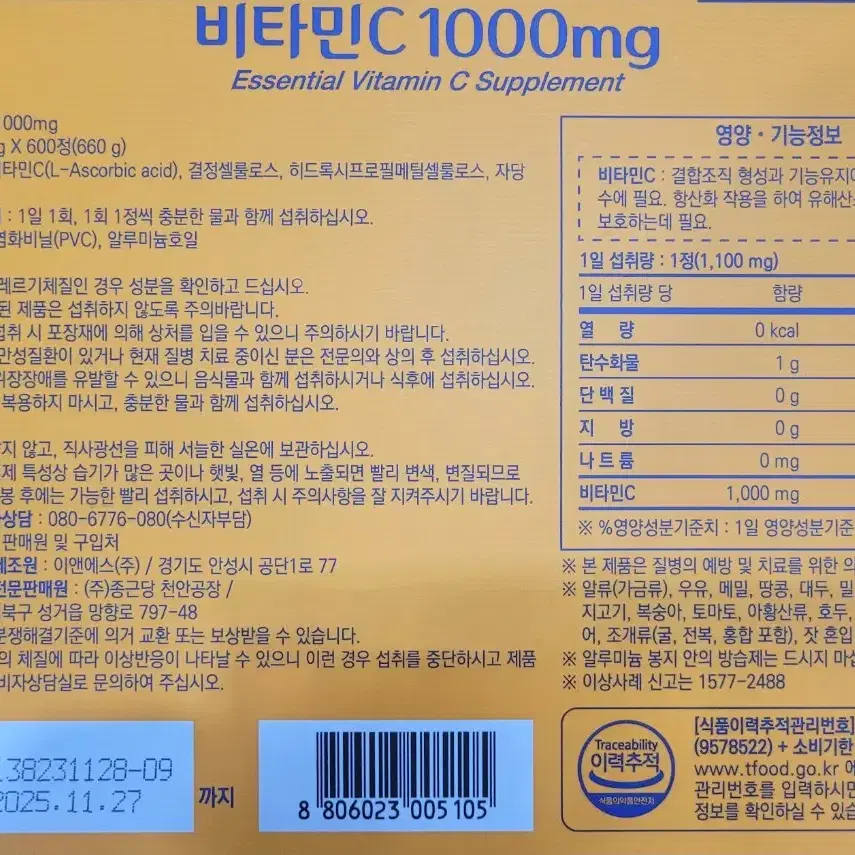 비타민C 1000mg
Essential Vitamin C Supplement
000mg
X 600정(660 g)
타민C(L-Ascorbic acid), 결정셀룰로스, 히드록시프로필메틸셀룰로스, 자당
: 1일 1회, 1회 1정씩 충분한 물과 함께 섭취하십시오.
염화비닐(PVC), 알루미늄호일
레르기체질인 경우 성분을 확인하고 드십시오.
된 제품은 섭취하지 않도록 주의바랍니다.
섭취 시 포장재에 의해 상처를 입을 수 있으니 주의하시기 바랍니다.
만성질환이 있거나 현재 질병 치료 중이신 분은 전문의와 상의 후 섭취하십시오.
위장장애를 유발할 수 있으니 음식물과 함께 섭취하시거나 식후에 섭취하십시오.
복용하지 마시고, 충분한 물과 함께 섭취하십시오.
지 않고, 직사광선을 피해 서늘한 실온에 보관하십시오.
제 특성상 습기가 많은 곳이나 햇빛, 열 등에 노출되면 빨리 변색, 변질되므로
봉 후에는 가능한 빨리 섭취하시고, 섭취 시 주의사항을 잘 지켜주시기 바랍니다.
상담 : 080-6776-080(수신자부담)
판매원 및 구입처
제조원 : 이앤에스(주) / 경기도 안성시 공단1로 77
전문판매원 : (주)종근당 천안공장 /
북구 성거읍 망향로 797-48
분쟁해결기준에 의거 교환 또는 보상받을 수 있습니다.
의 체질에 따라 이상반응이 나타날 수 있으니 이런 경우 섭취를 중단하시고 제품
비자상담실로 문의하여 주십시오.
138231128-09
2025.11.27
까지
8 806023 005105
영양·기능정보
비타민C : 결합조직 형성과 기능유지에
수에 필요. 항산화 작용을 하여 유해산소
보호하는데 필요.
1일 섭취량 : 1정(1,100 mg)
1일 섭취량 당 함량
열 량 0 kcal
탄수화물 1 g
단 백 질 0 g
지 방 0 g
나 트 륨 0 mg
비타민C 1,000 mg
※ %영양성분기준치 : 1일 영양성분기준
※ 본 제품은 질병의 예방 및 치료를 위한 의
※ 알류(가금류), 우유, 메밀, 땅콩, 대두, 밀
지고기, 복숭아, 토마토, 아황산류, 호두,
어, 조개류(굴, 전복, 홍합 포함), 잣 혼입
※ 알루미늄 봉지 안의 방습제는 드시지 마십
※ 이상사례 신고는 1577-2488
Traceability
이력추적
식품의약품안전처
[식품이력추적관리번호]
(9578522) + 소비기한
www.tfood.go.kr 에
관리번호를 입력하시면
정보를 확인하실 수 있습